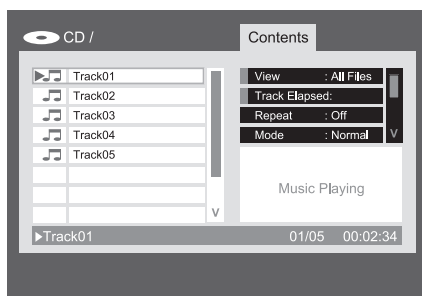 CD /
Contents
Track01
Track02
Track03
Track04
Track05
View : All Files
Track Elapsed:
Repeat : Off
Mode : Normal
Music Playing
Track01 01/05 00:02:34